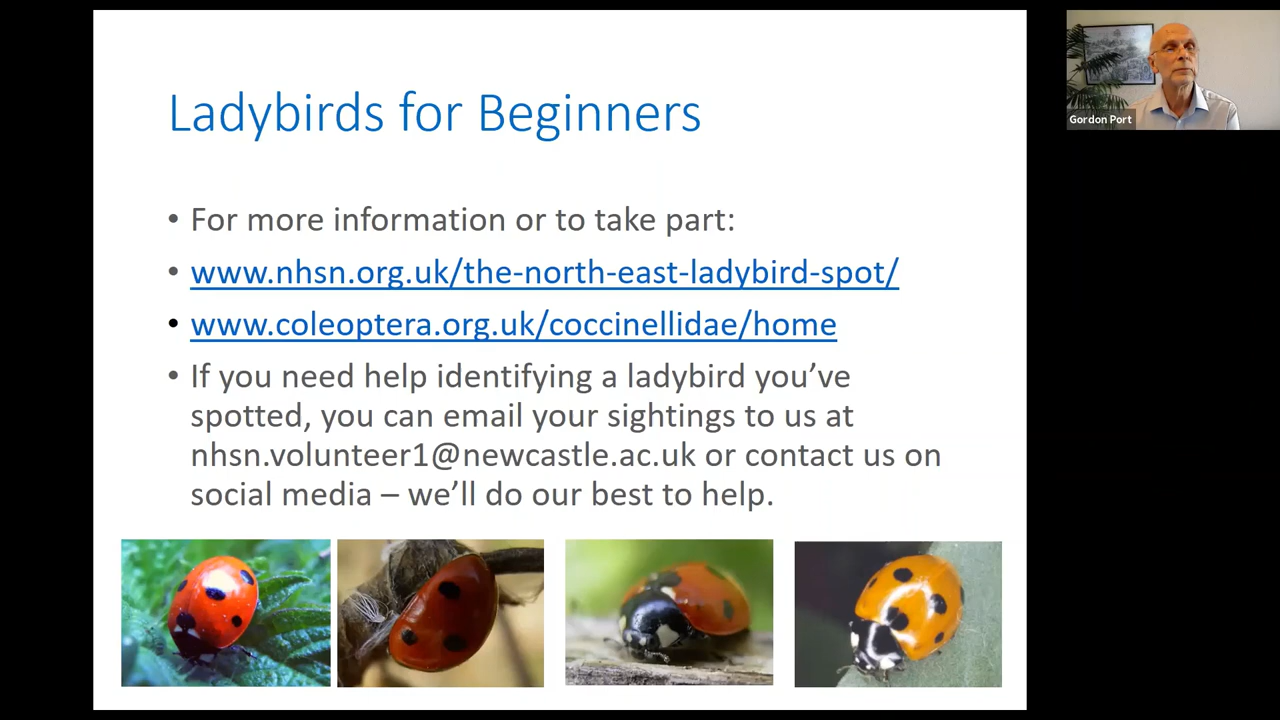 Ladybirds for Beginners
Gordon Port
• For more information or to take part:
• www.nhsn.org.uk/the-north-east-ladybird-spot/
• www.coleoptera.org.uk/coccinellidae/home
• If you need help identifying a ladybird you’ve
spotted, you can email your sightings to us at
nhsn.volunteer1@newcastle.ac.uk or contact us on
social media – we’ll do our best to help.